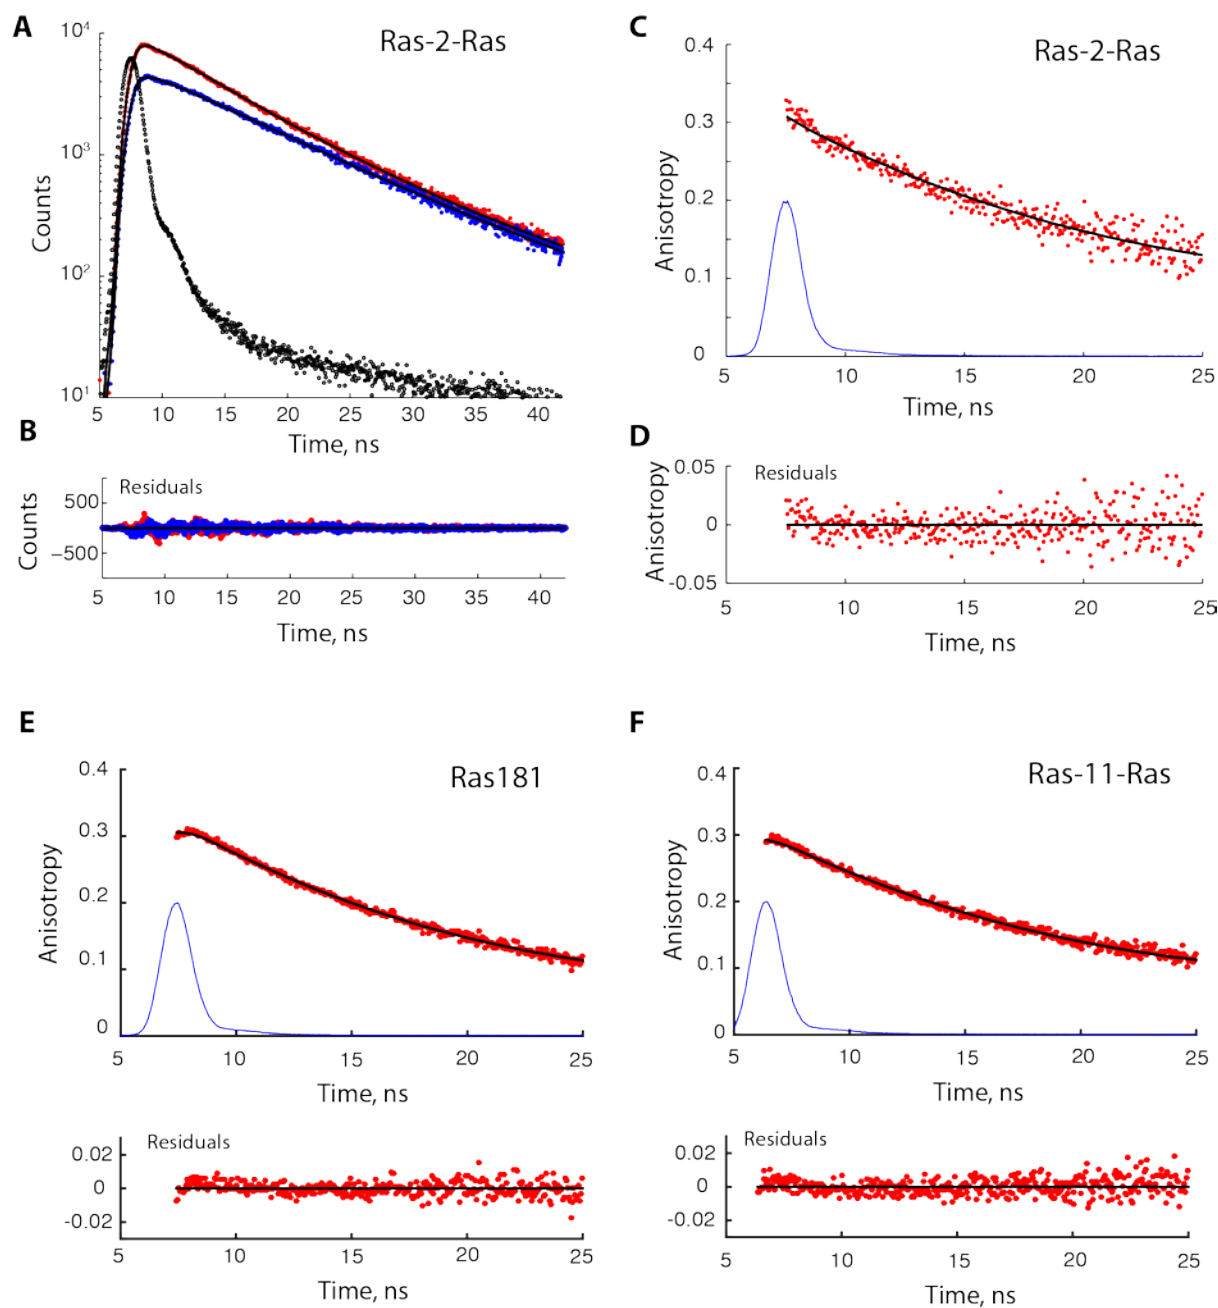 A
Ras-2-Ras
10⁴
10³
10²
10¹
Counts
5 10 15 20 25 30 35 40
Time, ns
B
Residuals
500
0
−500
Counts
5 10 15 20 25 30 35 40
Time, ns
C
Ras-2-Ras
0.4
0.3
0.2
0.1
0
Anisotropy
5 10 15 20 25
Time, ns
D
Residuals
0.05
0
-0.05
Anisotropy
5 10 15 20 25
Time, ns
E
Ras181
0.4
0.3
0.2
0.1
0
Anisotropy
5 10 15 20 25
Time, ns
Residuals
0.02
0
-0.02
5 10 15 20 25
Time, ns
F
Ras-11-Ras
0.4
0.3
0.2
0.1
0
Anisotropy
5 10 15 20 25
Time, ns
Residuals
0.02
0
-0.02
5 10 15 20 25
Time, ns